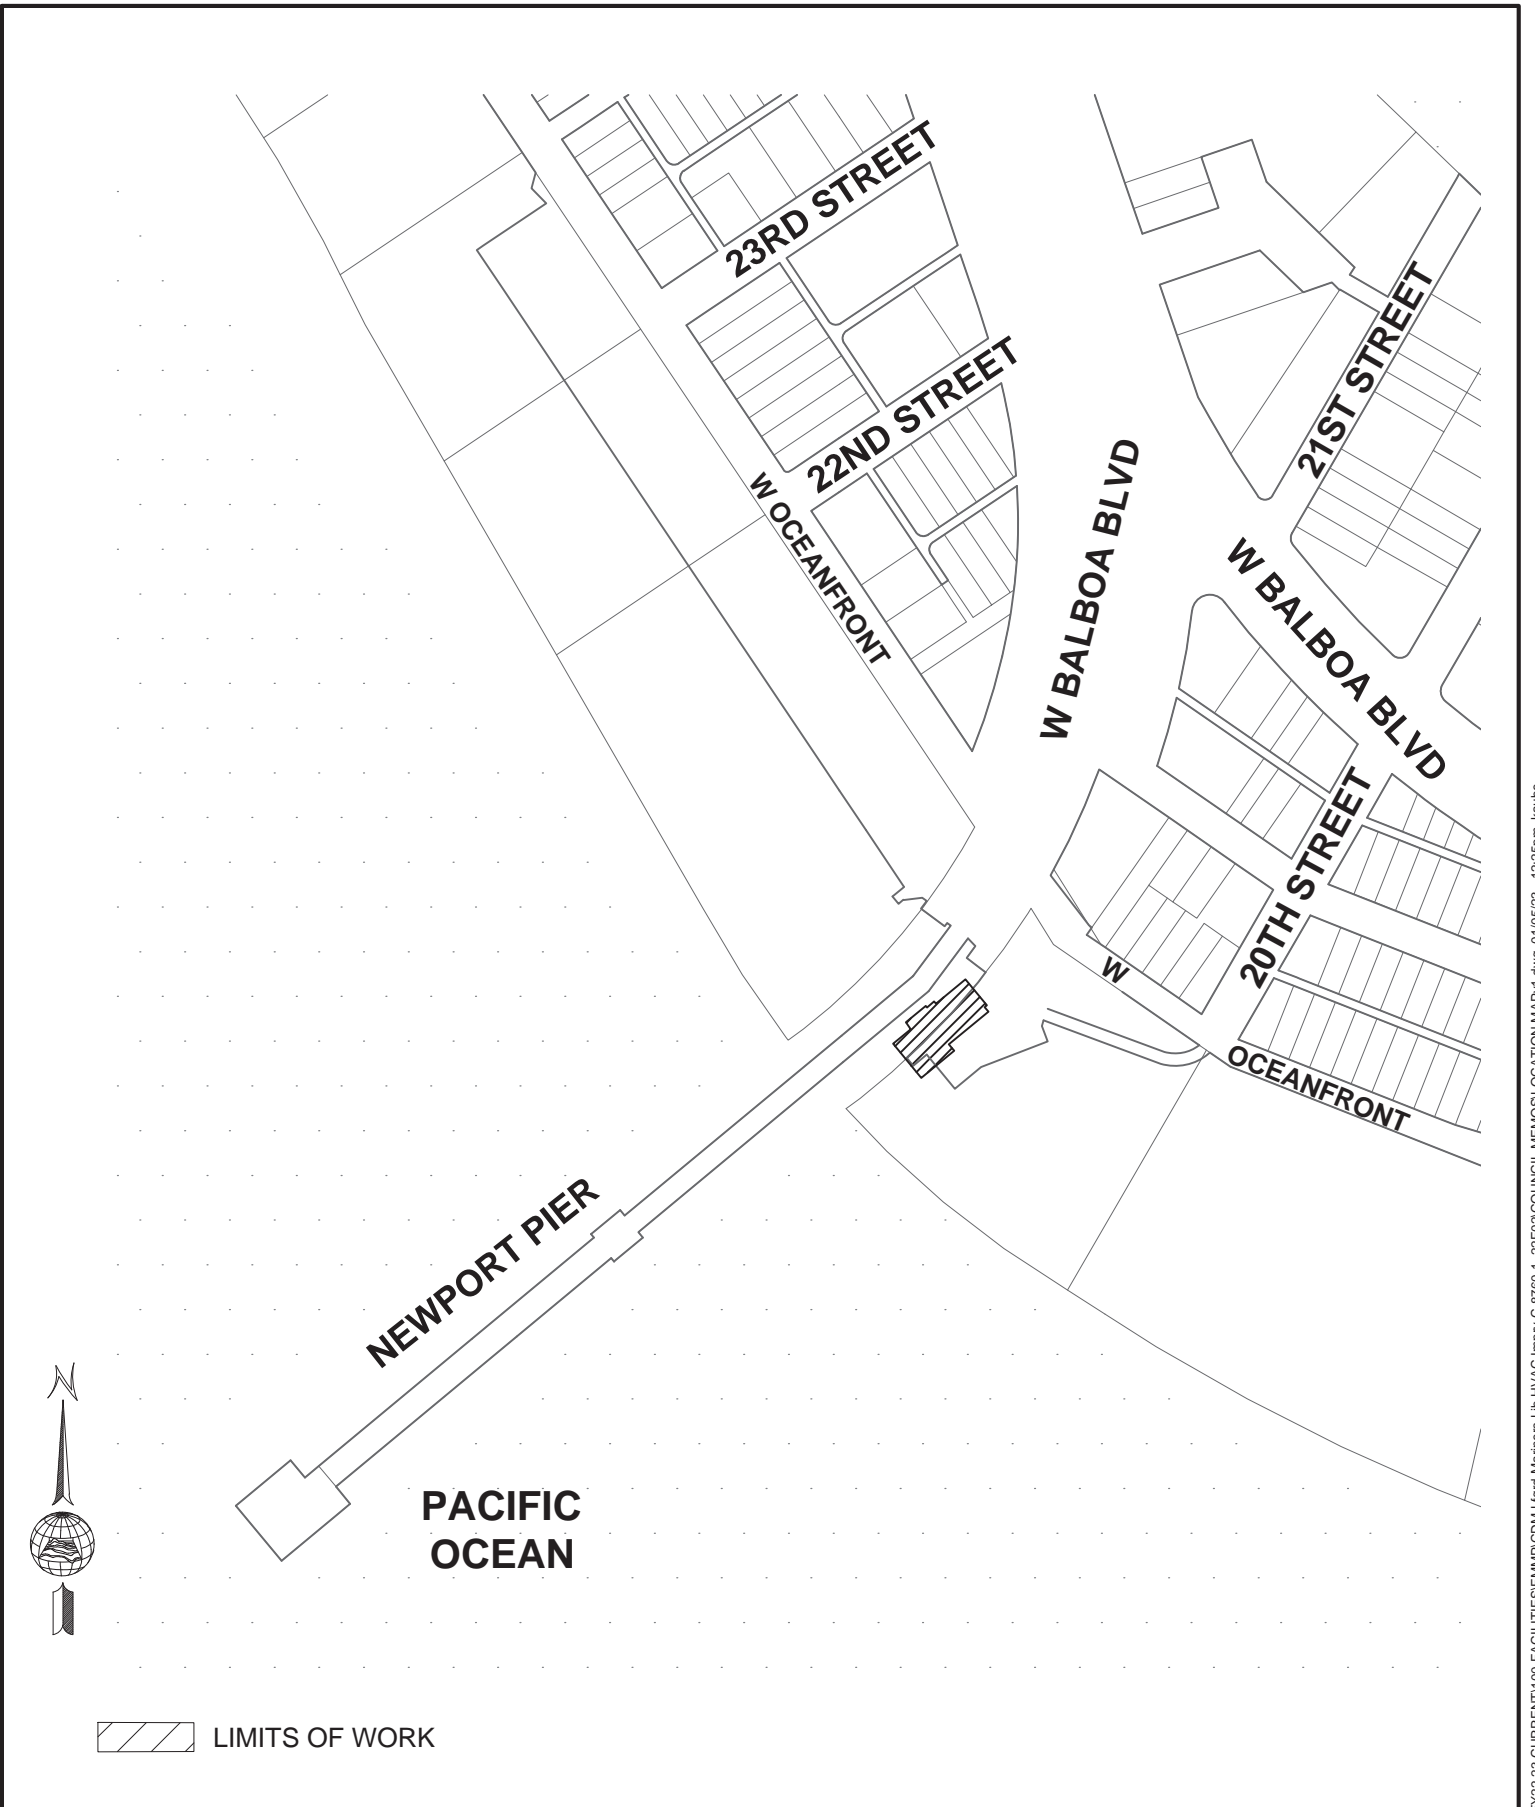 23RD STREET
22ND STREET
21ST STREET
W OCEANFRONT
W BALBOA BLVD
W BALBOA BLVD
20TH STREET
W
OCEANFRONT
NEWPORT PIER
N
PACIFIC
OCEAN
LIMITS OF WORK